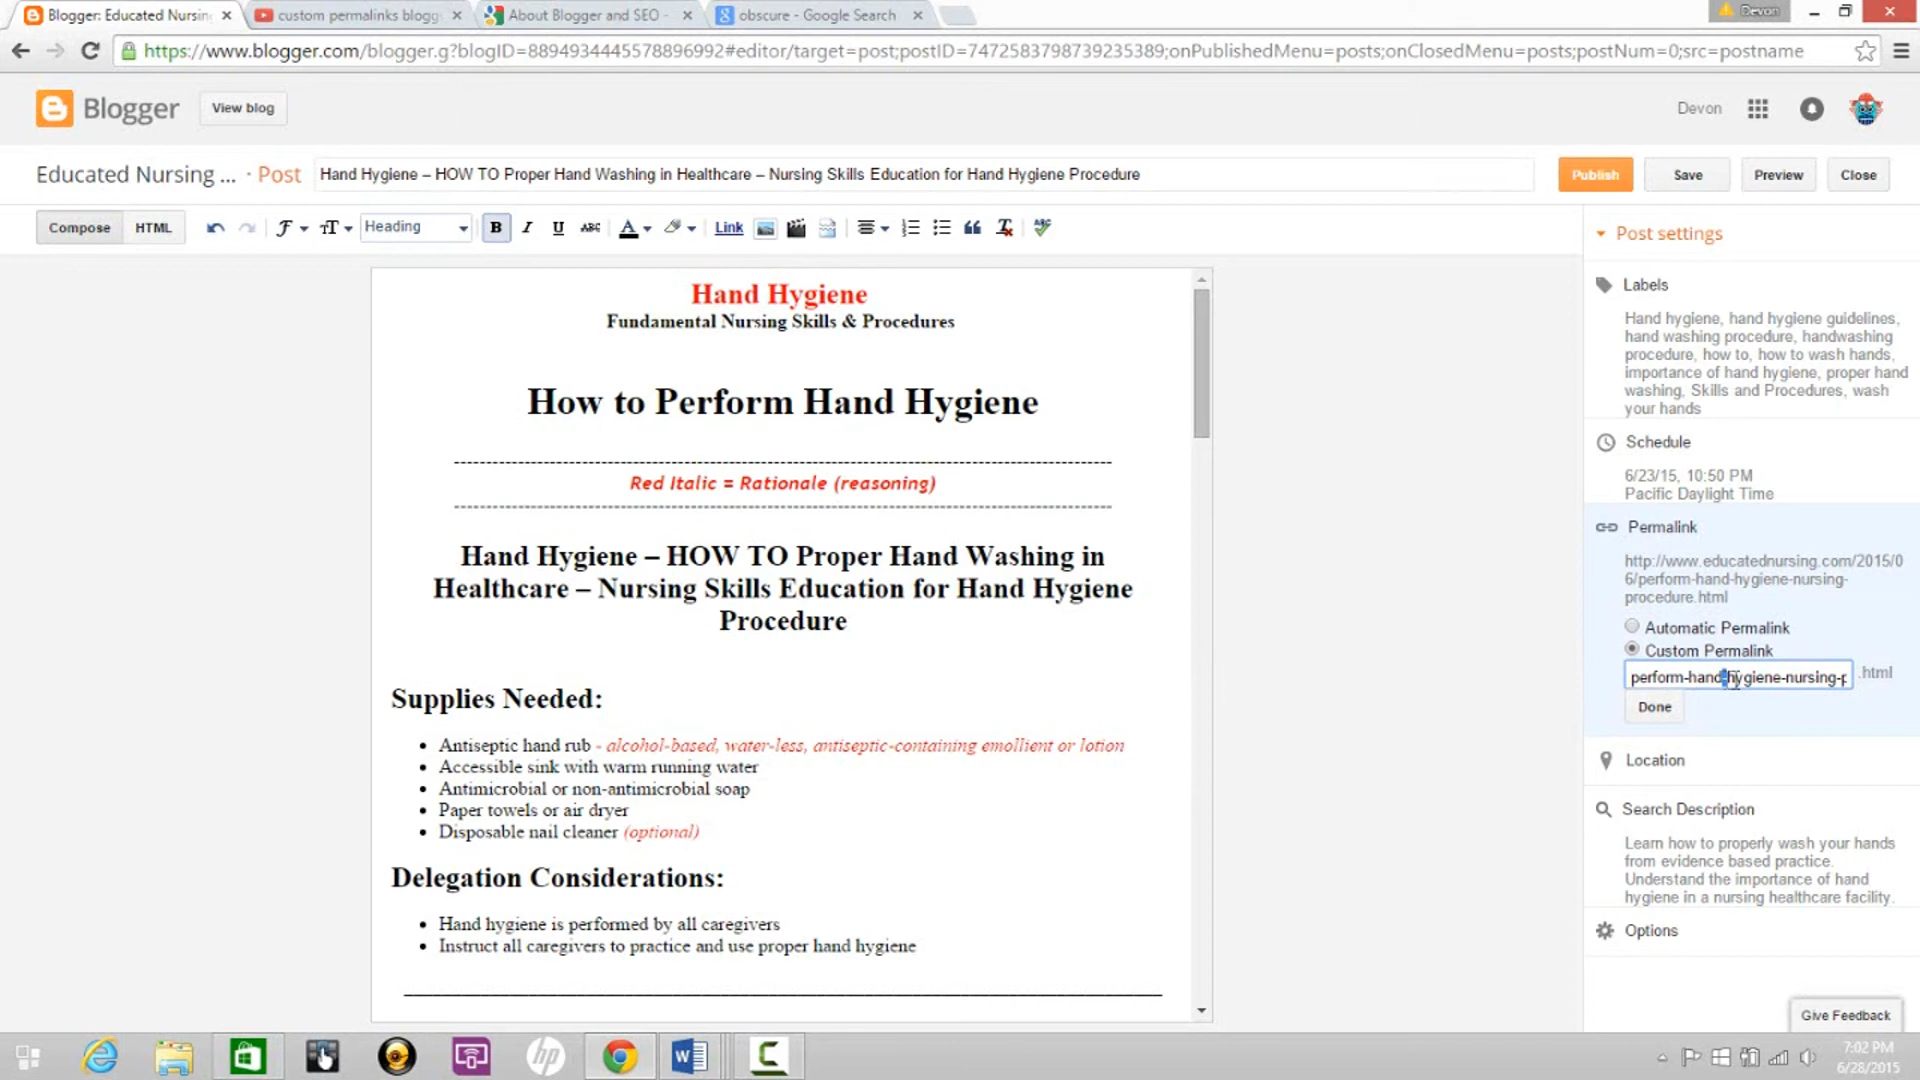 Blogger: Educated Nursing
custom permalinks blogg
About Blogger and SEO -
obscure - Google Search
Devon
https://www.blogger.com/blogger.g?blogID=8894934445578896992#editor/target=post;postID=7472583798739235389;onPublishedMenu=posts;onClosedMenu=posts;postNum=0;src=postname
Blogger
View blog
Devon
Educated Nursing ... · Post
Hand Hygiene – HOW TO Proper Hand Washing in Healthcare – Nursing Skills Education for Hand Hygiene Procedure
Publish
Save
Preview
Close
Compose
HTML
Heading
B
I
U
ABC
A
Link
Post settings
Hand Hygiene
Fundamental Nursing Skills & Procedures
How to Perform Hand Hygiene
Red Italic = Rationale (reasoning)
Hand Hygiene – HOW TO Proper Hand Washing in
Healthcare – Nursing Skills Education for Hand Hygiene
Procedure
Supplies Needed:
• Antiseptic hand rub - alcohol-based, water-less, antiseptic-containing emollient or lotion
• Accessible sink with warm running water
• Antimicrobial or non-antimicrobial soap
• Paper towels or air dryer
• Disposable nail cleaner (optional)
Delegation Considerations:
• Hand hygiene is performed by all caregivers
• Instruct all caregivers to practice and use proper hand hygiene
Labels
Hand hygiene, hand hygiene guidelines,
hand washing procedure, handwashing
procedure, how to, how to wash hands,
importance of hand hygiene, proper hand
washing, Skills and Procedures, wash
your hands
Schedule
6/23/15, 10:50 PM
Pacific Daylight Time
Permalink
http://www.educatednursing.com/2015/0
6/perform-hand-hygiene-nursing-
procedure.html
Automatic Permalink
Custom Permalink
perform-hand-hygiene-nursing-p .html
Done
Location
Search Description
Learn how to properly wash your hands
from evidence based practice.
Understand the importance of hand
hygiene in a nursing healthcare facility.
Options
Give Feedback
hp
7:02 PM
6/28/2015